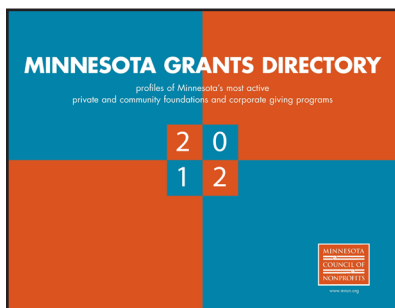 MINNESOTA GRANTS DIRECTORY
profiles of Minnesota's most active
private and community foundations and corporate giving programs
2 0
1 2
MINNESOTA
COUNCIL OF
NONPROFITS
www.mncn.org